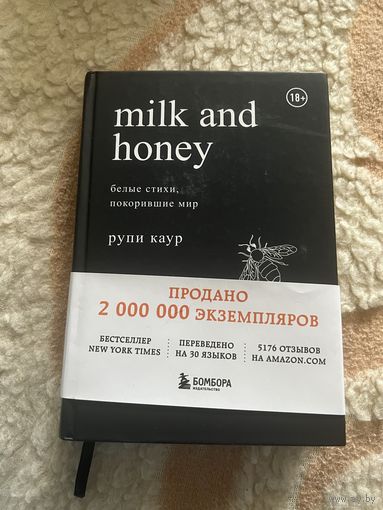 18+
milk and
honey
белые стихи,
покорившие мир
рупи каур
ПРОДАНО
2 000 000 ЭКЗЕМПЛЯРОВ
БЕСТСЕЛЛЕР
NEW YORK TIMES
ПЕРЕВЕДЕНО
НА 30 ЯЗЫКОВ
5176 ОТЗЫВОВ
НА AMAZON.COM
БОМБОРА
ИЗДАТЕЛЬСТВО